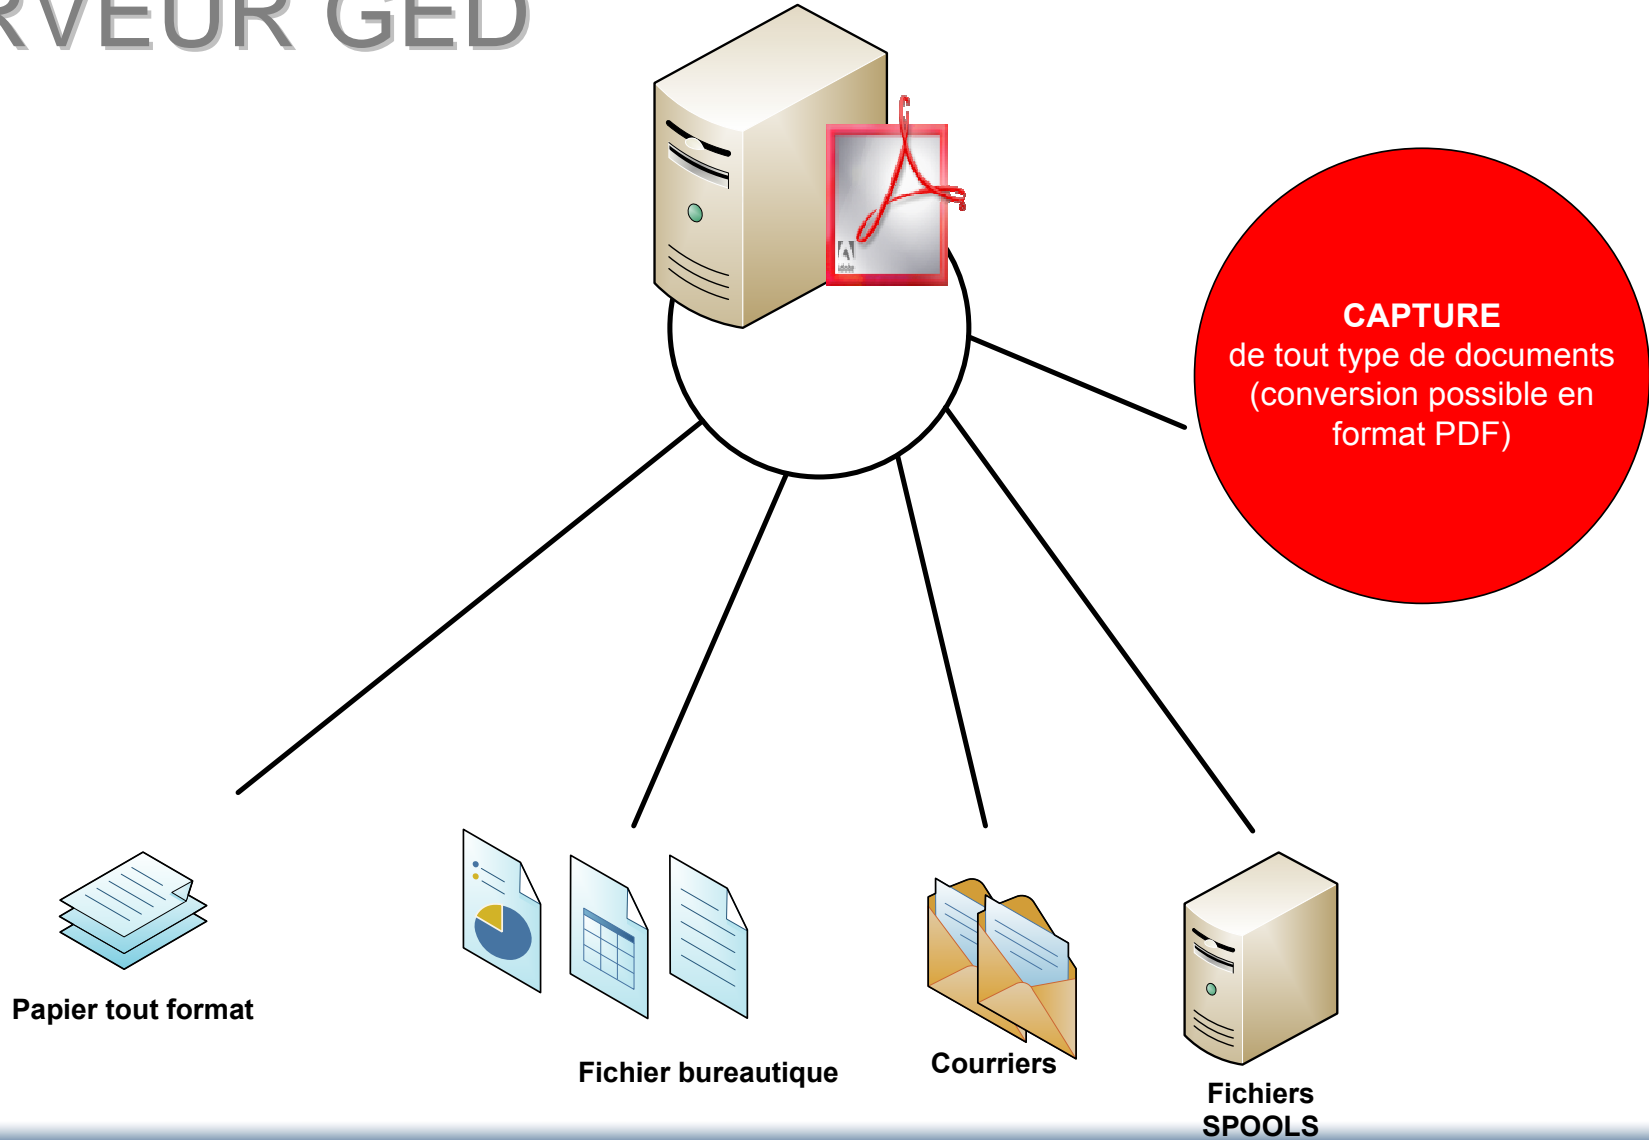 RVEUR GED
Adobe
CAPTURE
de tout type de documents
(conversion possible en
format PDF)
Papier tout format
Fichier bureautique
Courriers
Fichiers
SPOOLS